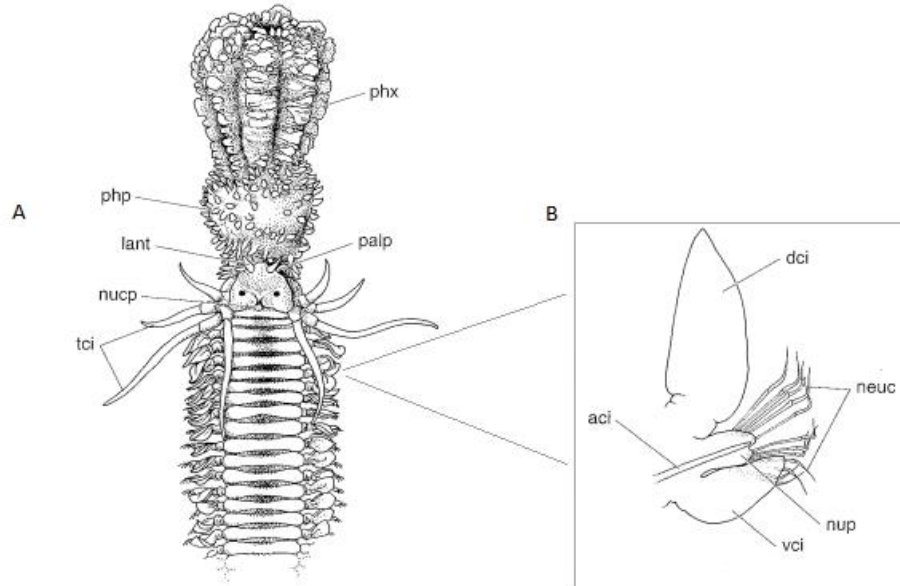 phx
A
php
B
lant
palp
dci
nucp
tci
neuc
aci
nup
vci